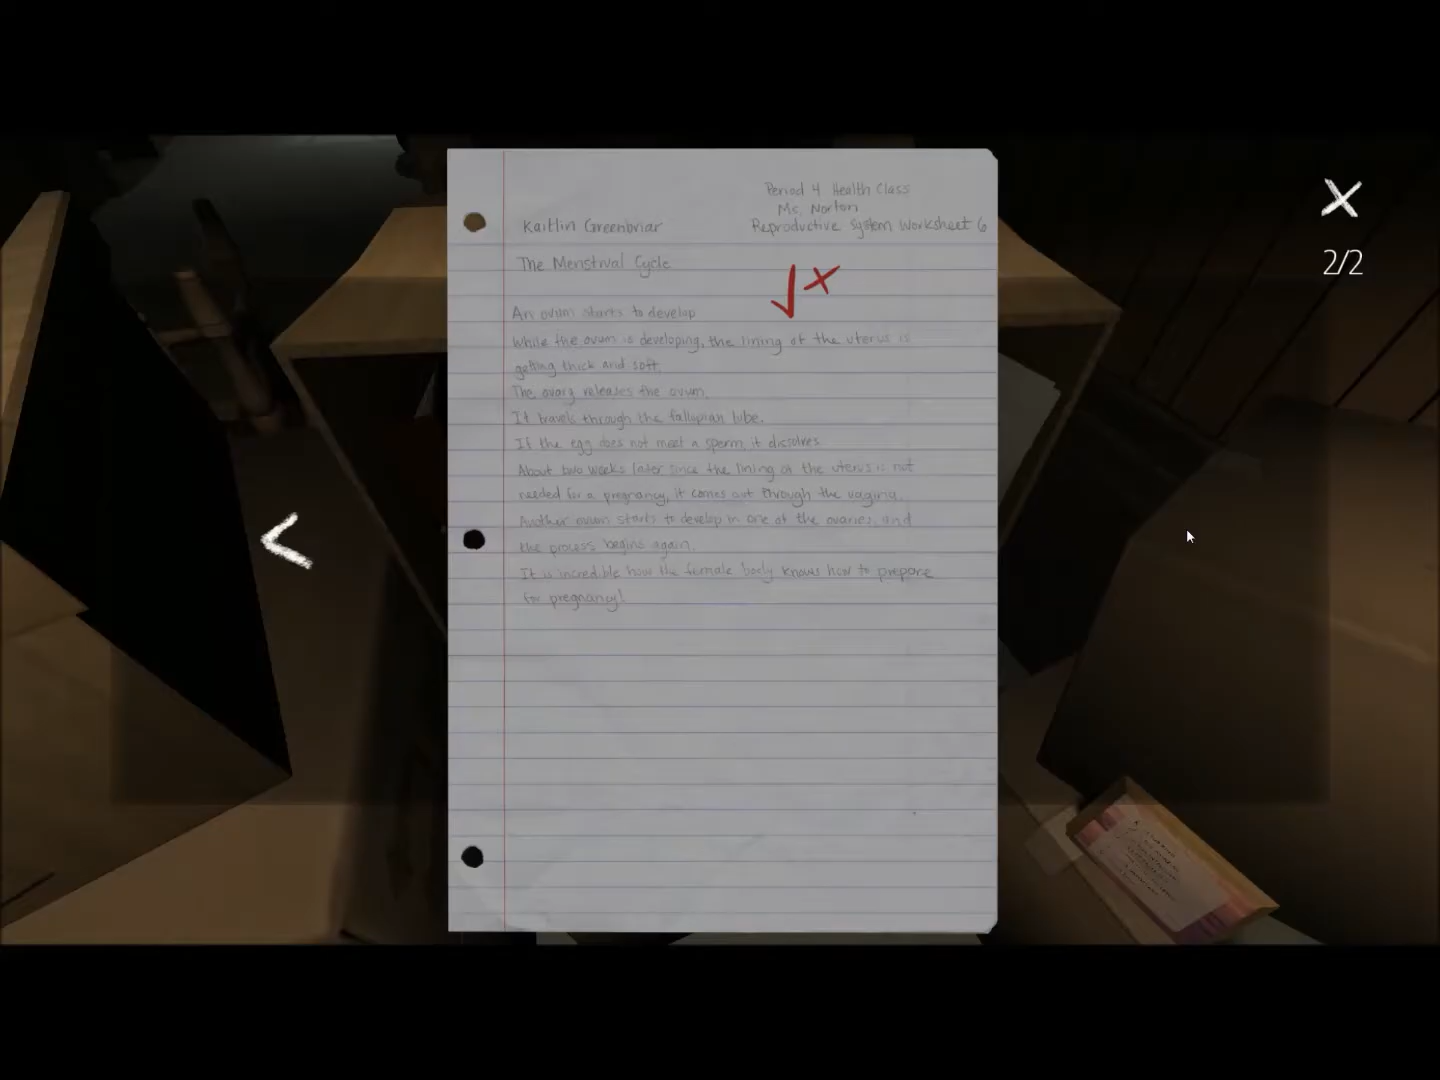 Period 4 Health Class
Ms. Norton
Kaitlin Greenbriar
Reproductive System Worksheet 6
The Menstrual Cycle
An ovum starts to develop
While the ovum is developing, the lining of the uterus is
getting thick and soft.
The ovary releases the ovum.
It travels through the fallopian tube.
If the egg does not meet a sperm, it dissolves
About two weeks later since the lining of the uterus is not
needed for a pregnancy, it comes out through the vagina.
Another ovum starts to develop in one of the ovaries, and
the process begins again.
It is incredible how the female body knows how to prepare
for pregnancy!
2/2